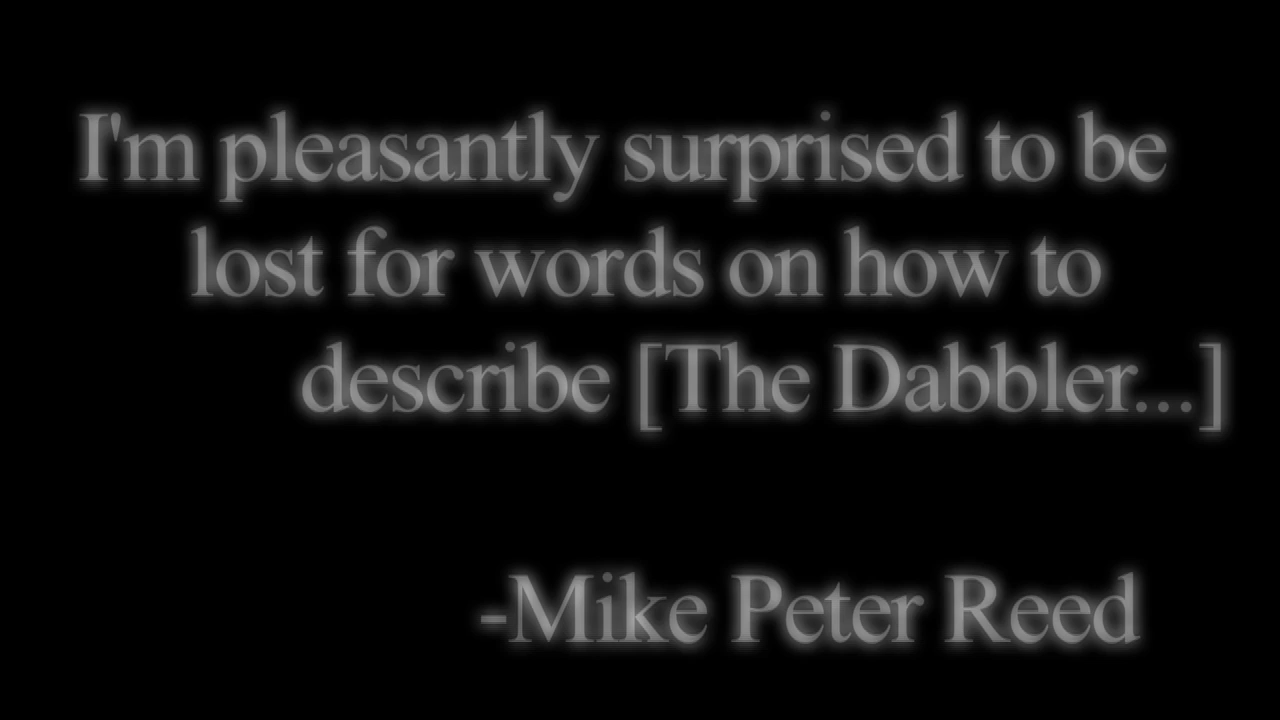 I'm pleasantly surprised to be
lost for words on how to
describe [The Dabbler...]
-Mike Peter Reed